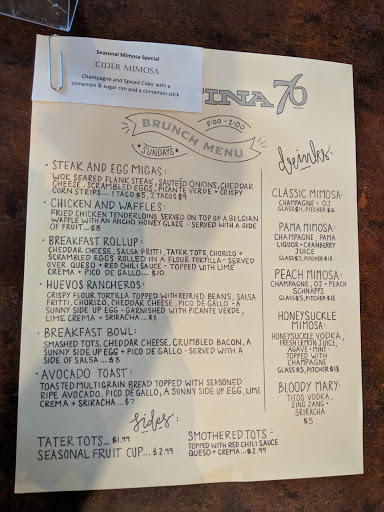 Seasonal Mimosa Special
CIDER MIMOSA
Champagne and Spiced Cider with a
cinnamon & sugar rim and a cinnamon stick
TINA 76
BRUNCH MENU
9:00-2:00
SUNDAYS
• STEAK AND EGG MIGAS:
WOK SEARED FLANK STEAK, SAUTEED ONIONS, CHEDDAR
CHEESE, SCRAMBLED EGGS, PICANTE VERDE + CRISPY
CORN STRIPS... 1 TACO $5, 2 TACOS $9
• CHICKEN AND WAFFLES:
FRIED CHICKEN TENDERLOINS SERVED ON TOP OF A BELGIAN
WAFFLE WITH AN ANCHO HONEY GLAZE - SERVED WITH A SIDE
OF FRUIT...$8
• BREAKFAST ROLLUP:
CHEDDAR CHEESE, SALSA FRITI, TATER TOTS, CHORIZO +
SCRAMBLED EGGS ROLLED IN A FLOUR TORTILLA - SERVED
OVER QUESO + RED CHILI SAUCE - TOPPED WITH LIME
CREMA + PICO DE GALLO... $10
• HUEVOS RANCHEROS:
CRISPY FLOUR TORTILLA TOPPED WITH REFRIED BEANS, SALSA
FRITTI, CHORIZO, CHEDDAR CHEESE, PICO DE GALLO - A
SUNNY SIDE UP EGG - GARNISHED WITH PICANTE VERDE,
LIME CREMA + SRIRACHA ...$8
• BREAKFAST BOWL:
SMASHED TOTS, CHEDDAR CHEESE, CRUMBLED BACON, A
SUNNY SIDE UP EGG + PICO DE GALLO - SERVED WITH A
SIDE OF SALSA...$8
• AVOCADO TOAST:
TOASTED MULTIGRAIN BREAD TOPPED WITH SEASONED
RIPE AVOCADO, PICO DE GALLO, A SUNNY SIDE UP EGG, LIME
CREMA + SRIRACHA...$7
sides:
TATER TOTS... $1.99
SEASONAL FRUIT CUP...$2.99
SMOTHERED TOTS -
TOPPED WITH RED CHILI SAUCE
QUESO + CREMA...$2.99
drinks:
CLASSIC MIMOSA:
CHAMPAGNE + OJ
GLASS $4, PITCHER $16
PAMA MIMOSA:
CHAMPAGNE, PAMA
LIQUOR + CRANBERRY
JUICE
GLASS $5, PITCHER $18
PEACH MIMOSA:
CHAMPAGNE, OJ + PEACH
SCHNAPPS
GLASS $5, PITCHER $18
HONEYSUCKLE
MIMOSA:
HONEYSUCKLE VODKA,
FRESH LEMON JUICE,
AGAVE + MINT -
TOPPED WITH
CHAMPAGNE
GLASS $5, PITCHER $18
BLOODY MARY:
TITOS VODKA,
ZING ZANG +
SRIRACHA
$5